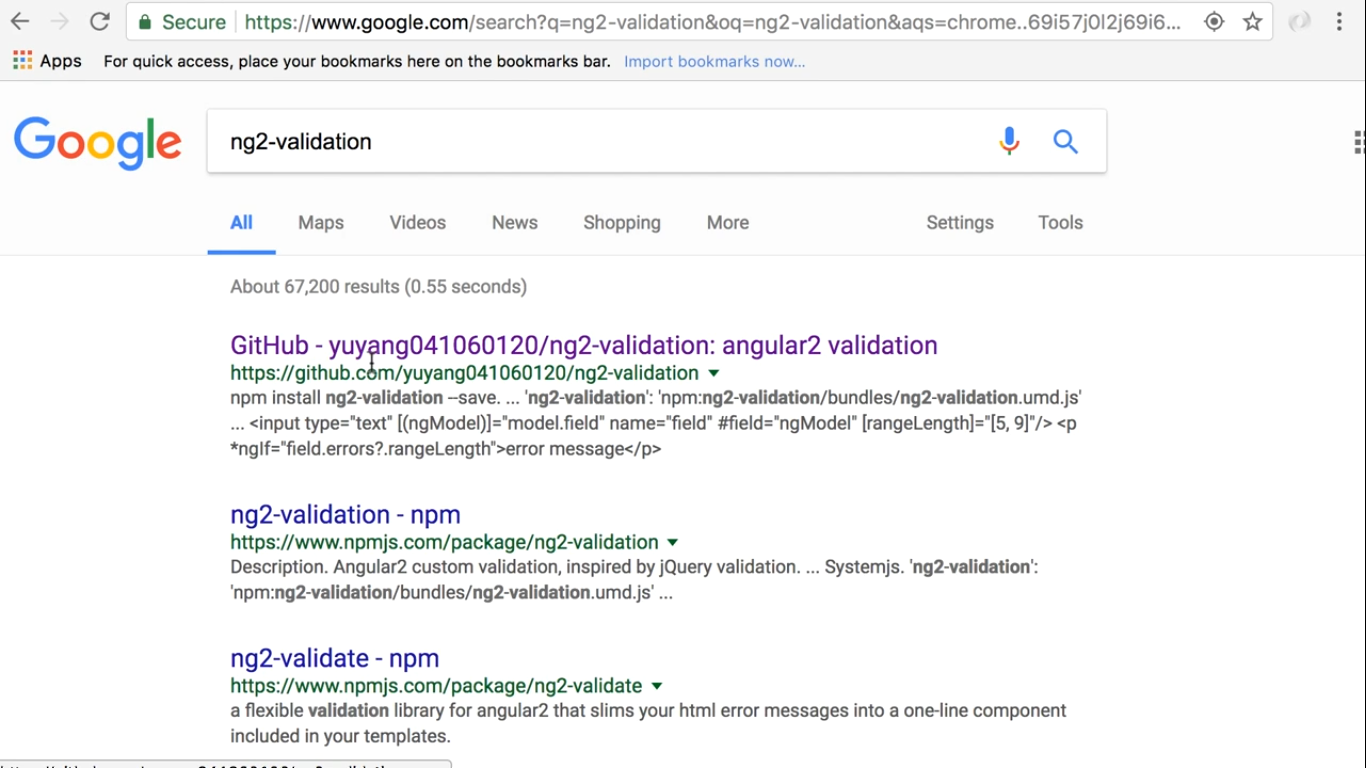 Secure https://www.google.com/search?q=ng2-validation&oq=ng2-validation&aqs=chrome..69i57j0l2j69i6...
Apps For quick access, place your bookmarks here on the bookmarks bar. Import bookmarks now...
Google ng2-validation
All Maps Videos News Shopping More Settings Tools
About 67,200 results (0.55 seconds)
GitHub - yuyang041060120/ng2-validation: angular2 validation
https://github.com/yuyang041060120/ng2-validation
npm install ng2-validation --save. ... 'ng2-validation': 'npm:ng2-validation/bundles/ng2-validation.umd.js'
... <input type="text" [(ngModel)]="model.field" name="field" #field="ngModel" [rangeLength]="[5, 9]"/> <p
*ngIf="field.errors?.rangeLength">error message</p>
ng2-validation - npm
https://www.npmjs.com/package/ng2-validation
Description. Angular2 custom validation, inspired by jQuery validation. ... Systemjs. 'ng2-validation':
'npm:ng2-validation/bundles/ng2-validation.umd.js' ...
ng2-validate - npm
https://www.npmjs.com/package/ng2-validate
a flexible validation library for angular2 that slims your html error messages into a one-line component
included in your templates.